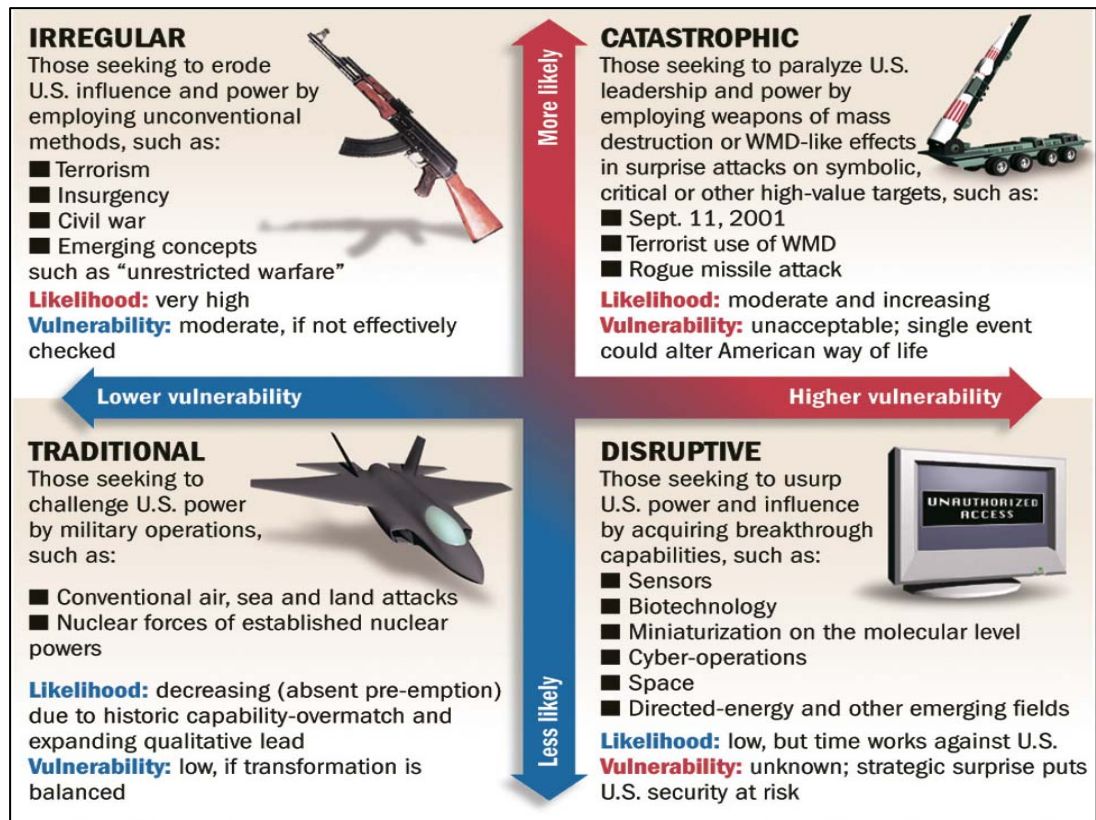 IRREGULAR
Those seeking to erode
U.S. influence and power by
employing unconventional
methods, such as:
■ Terrorism
■ Insurgency
■ Civil war
■ Emerging concepts
such as “unrestricted warfare”
Likelihood: very high
Vulnerability: moderate, if not effectively
checked
More likely
CATASTROPHIC
Those seeking to paralyze U.S.
leadership and power by
employing weapons of mass
destruction or WMD-like effects
in surprise attacks on symbolic,
critical or other high-value targets, such as:
■ Sept. 11, 2001
■ Terrorist use of WMD
■ Rogue missile attack
Likelihood: moderate and increasing
Vulnerability: unacceptable; single event
could alter American way of life
Lower vulnerability
Higher vulnerability
TRADITIONAL
Those seeking to
challenge U.S. power
by military operations,
such as:
■ Conventional air, sea and land attacks
■ Nuclear forces of established nuclear
powers
Likelihood: decreasing (absent pre-emption)
due to historic capability-overmatch and
expanding qualitative lead
Vulnerability: low, if transformation is
balanced
Less likely
DISRUPTIVE
Those seeking to usurp
U.S. power and influence
by acquiring breakthrough
capabilities, such as:
■ Sensors
■ Biotechnology
■ Miniaturization on the molecular level
■ Cyber-operations
■ Space
■ Directed-energy and other emerging fields
Likelihood: low, but time works against U.S.
Vulnerability: unknown; strategic surprise puts
U.S. security at risk
UNAUTHORIZED
ACCESS